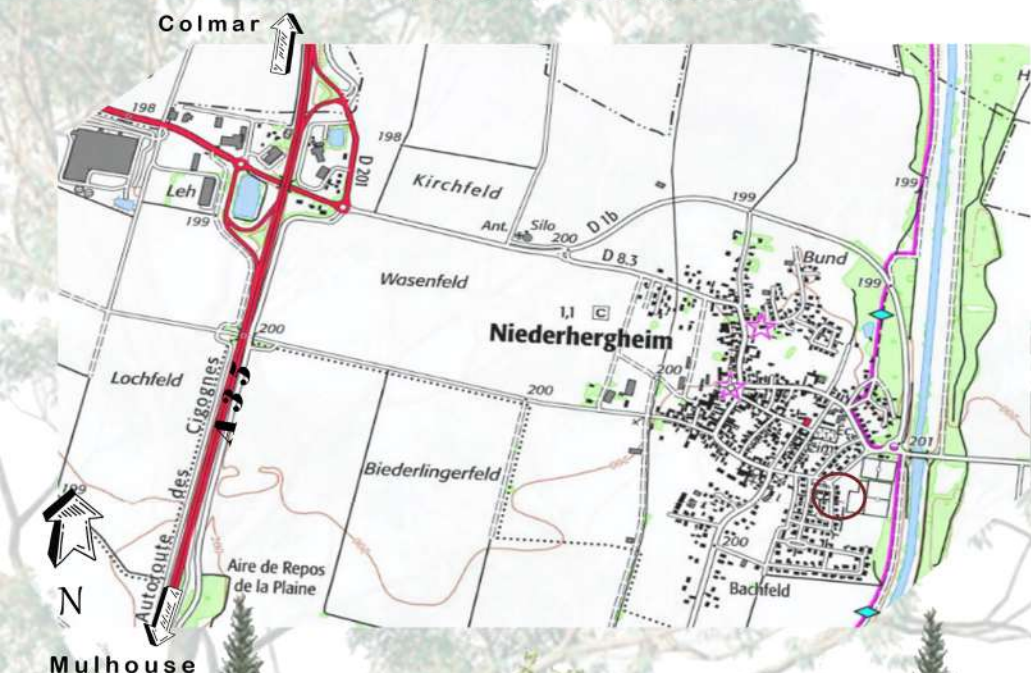 Colmar
198
198
D 201
Leh
199
Kirchfeld
Ant.
Silo
200
D 1b
199
199
D 8.3
Bund
199
Wasenfeld
1,1
C
Niederhergheim
200
200
Lochfeld
200
A35
201
Biederlingerfeld
199
Autoroute des Cigognes
200
N
Aire de Repos
de la Plaine
Bachfeld
Mulhouse